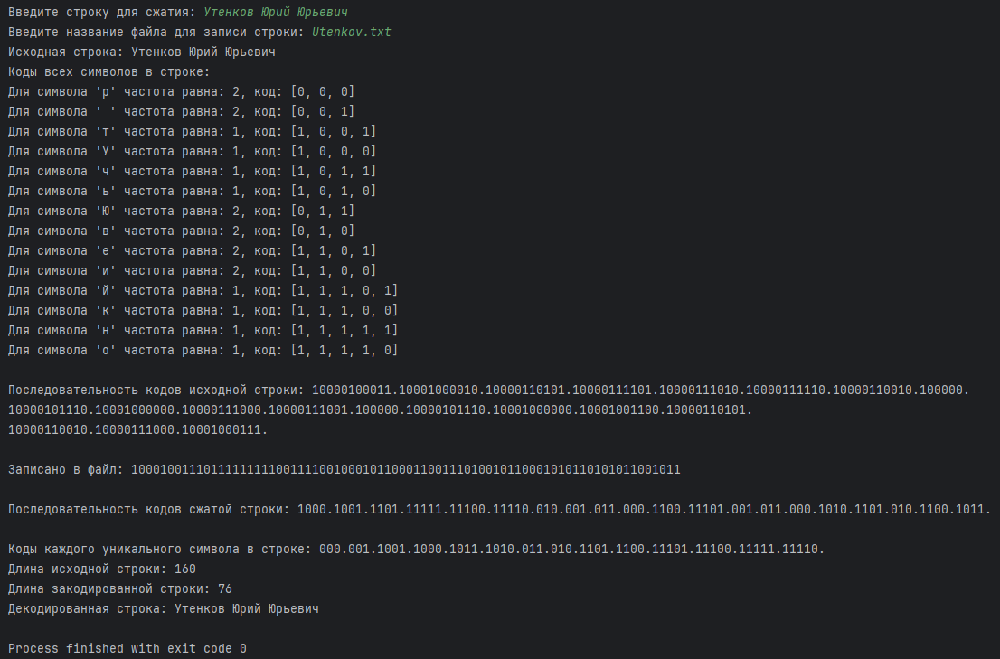 Введите строку для сжатия: Утенков Юрий Юрьевич
Введите название файла для записи строки: Utenkov.txt
Исходная строка: Утенков Юрий Юрьевич
Коды всех символов в строке:
Для символа 'р' частота равна: 2, код: [0, 0, 0]
Для символа ' ' частота равна: 2, код: [0, 0, 1]
Для символа 'т' частота равна: 1, код: [1, 0, 0, 1]
Для символа 'У' частота равна: 1, код: [1, 0, 0, 0]
Для символа 'ч' частота равна: 1, код: [1, 0, 1, 1]
Для символа 'ь' частота равна: 1, код: [1, 0, 1, 0]
Для символа 'Ю' частота равна: 2, код: [0, 1, 1]
Для символа 'в' частота равна: 2, код: [0, 1, 0]
Для символа 'е' частота равна: 2, код: [1, 1, 0, 1]
Для символа 'и' частота равна: 2, код: [1, 1, 0, 0]
Для символа 'й' частота равна: 1, код: [1, 1, 1, 0, 1]
Для символа 'к' частота равна: 1, код: [1, 1, 1, 0, 0]
Для символа 'н' частота равна: 1, код: [1, 1, 1, 1, 1]
Для символа 'о' частота равна: 1, код: [1, 1, 1, 1, 0]
Последовательность кодов исходной строки: 10000100011.10001000010.10000110101.10000111101.10000111010.10000111110.10000110010.100000.
10000101110.10001000000.10000111000.10000111001.100000.10000101110.10001000000.10001001100.10000110101.
10000110010.10000111000.10001000111.
Записано в файл: 1000100111011111111100111100100010110001100111010010110001010110101011001011
Последовательность кодов сжатой строки: 1000.1001.1101.11111.11100.11110.010.001.011.000.1100.11101.001.011.000.1010.1101.010.1100.1011.
Коды каждого уникального символа в строке: 000.001.1001.1000.1011.1010.011.010.1101.1100.11101.11100.11111.11110.
Длина исходной строки: 160
Длина закодированной строки: 76
Декодированная строка: Утенков Юрий Юрьевич
Process finished with exit code 0